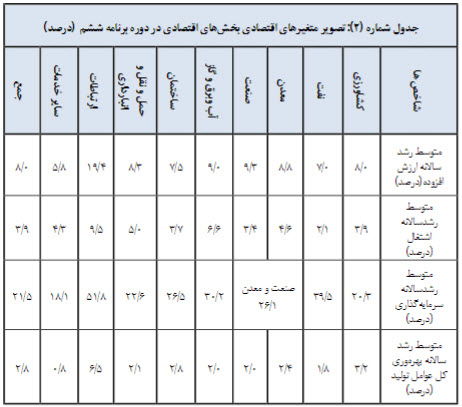 جدول شماره (۲): تصویر متغیرهای اقتصادی بخش‌های اقتصادی در دوره برنامه ششم (درصد)
شاخص ها کشاورزی نفت معدن صنعت آب وبرق و گاز ساختمان حمل و نقل و انبارداری ارتباطات سایر خدمات جمع
متوسط رشد سالانه ارزش افزوده(درصد) ۸/۰ ۷/۰ ۸/۸ ۹/۳ ۹/۰ ۷/۵ ۸/۳ ۱۹/۴ ۵/۸ ۸/۰
متوسط رشدسالانه اشتغال (درصد) ۳/۹ ۲/۱ ۴/۶ ۳/۴ ۶/۶ ۳/۷ ۵/۰ ۹/۵ ۴/۳ ۳/۹
متوسط رشدسالانه سرمایه‌گذاری (درصد) ۲۰/۳ ۳۹/۵ صنعت و معدن ۲۶/۱ ۳۰/۲ ۲۶/۵ ۲۲/۶ ۵۱/۸ ۱۸/۱ ۲۱/۵
متوسط رشد سالانه بهره‌وری کل عوامل تولید (درصد) ۳/۲ ۱/۸ ۲/۴ ۲/۰ ۲/۰ ۲/۸ ۲/۱ ۶/۵ ۰/۸ ۲/۸